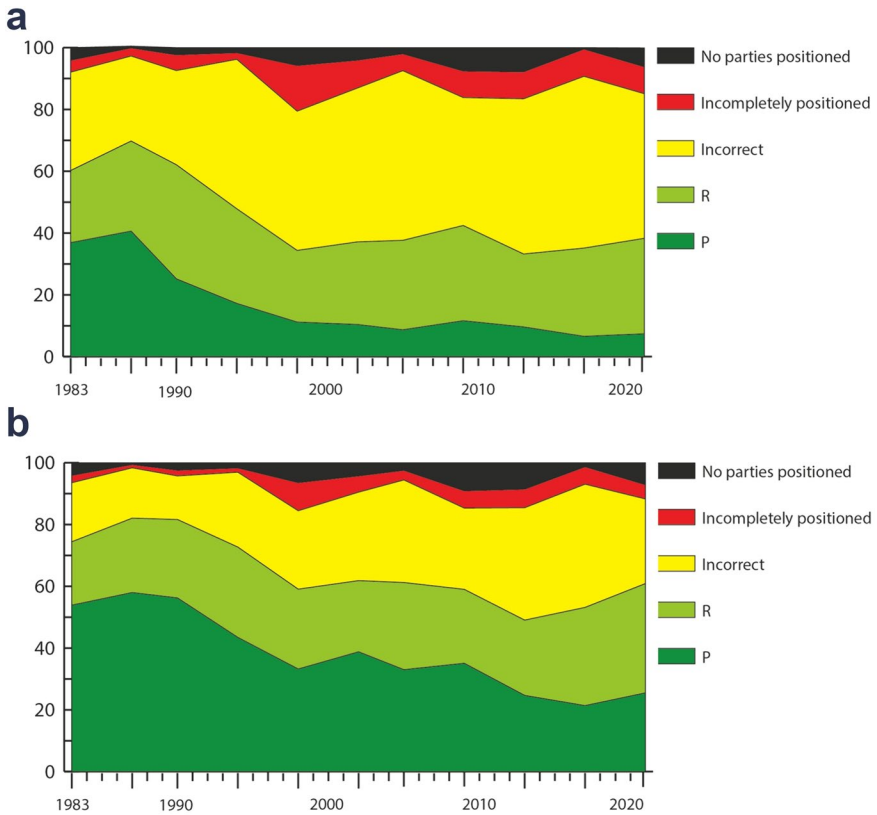 a
100
80
60
40
20
0
1983 1990 2000 2010 2020
No parties positioned
Incompletely positioned
Incorrect
R
P
b
100
80
60
40
20
0
1983 1990 2000 2010 2020
No parties positioned
Incompletely positioned
Incorrect
R
P